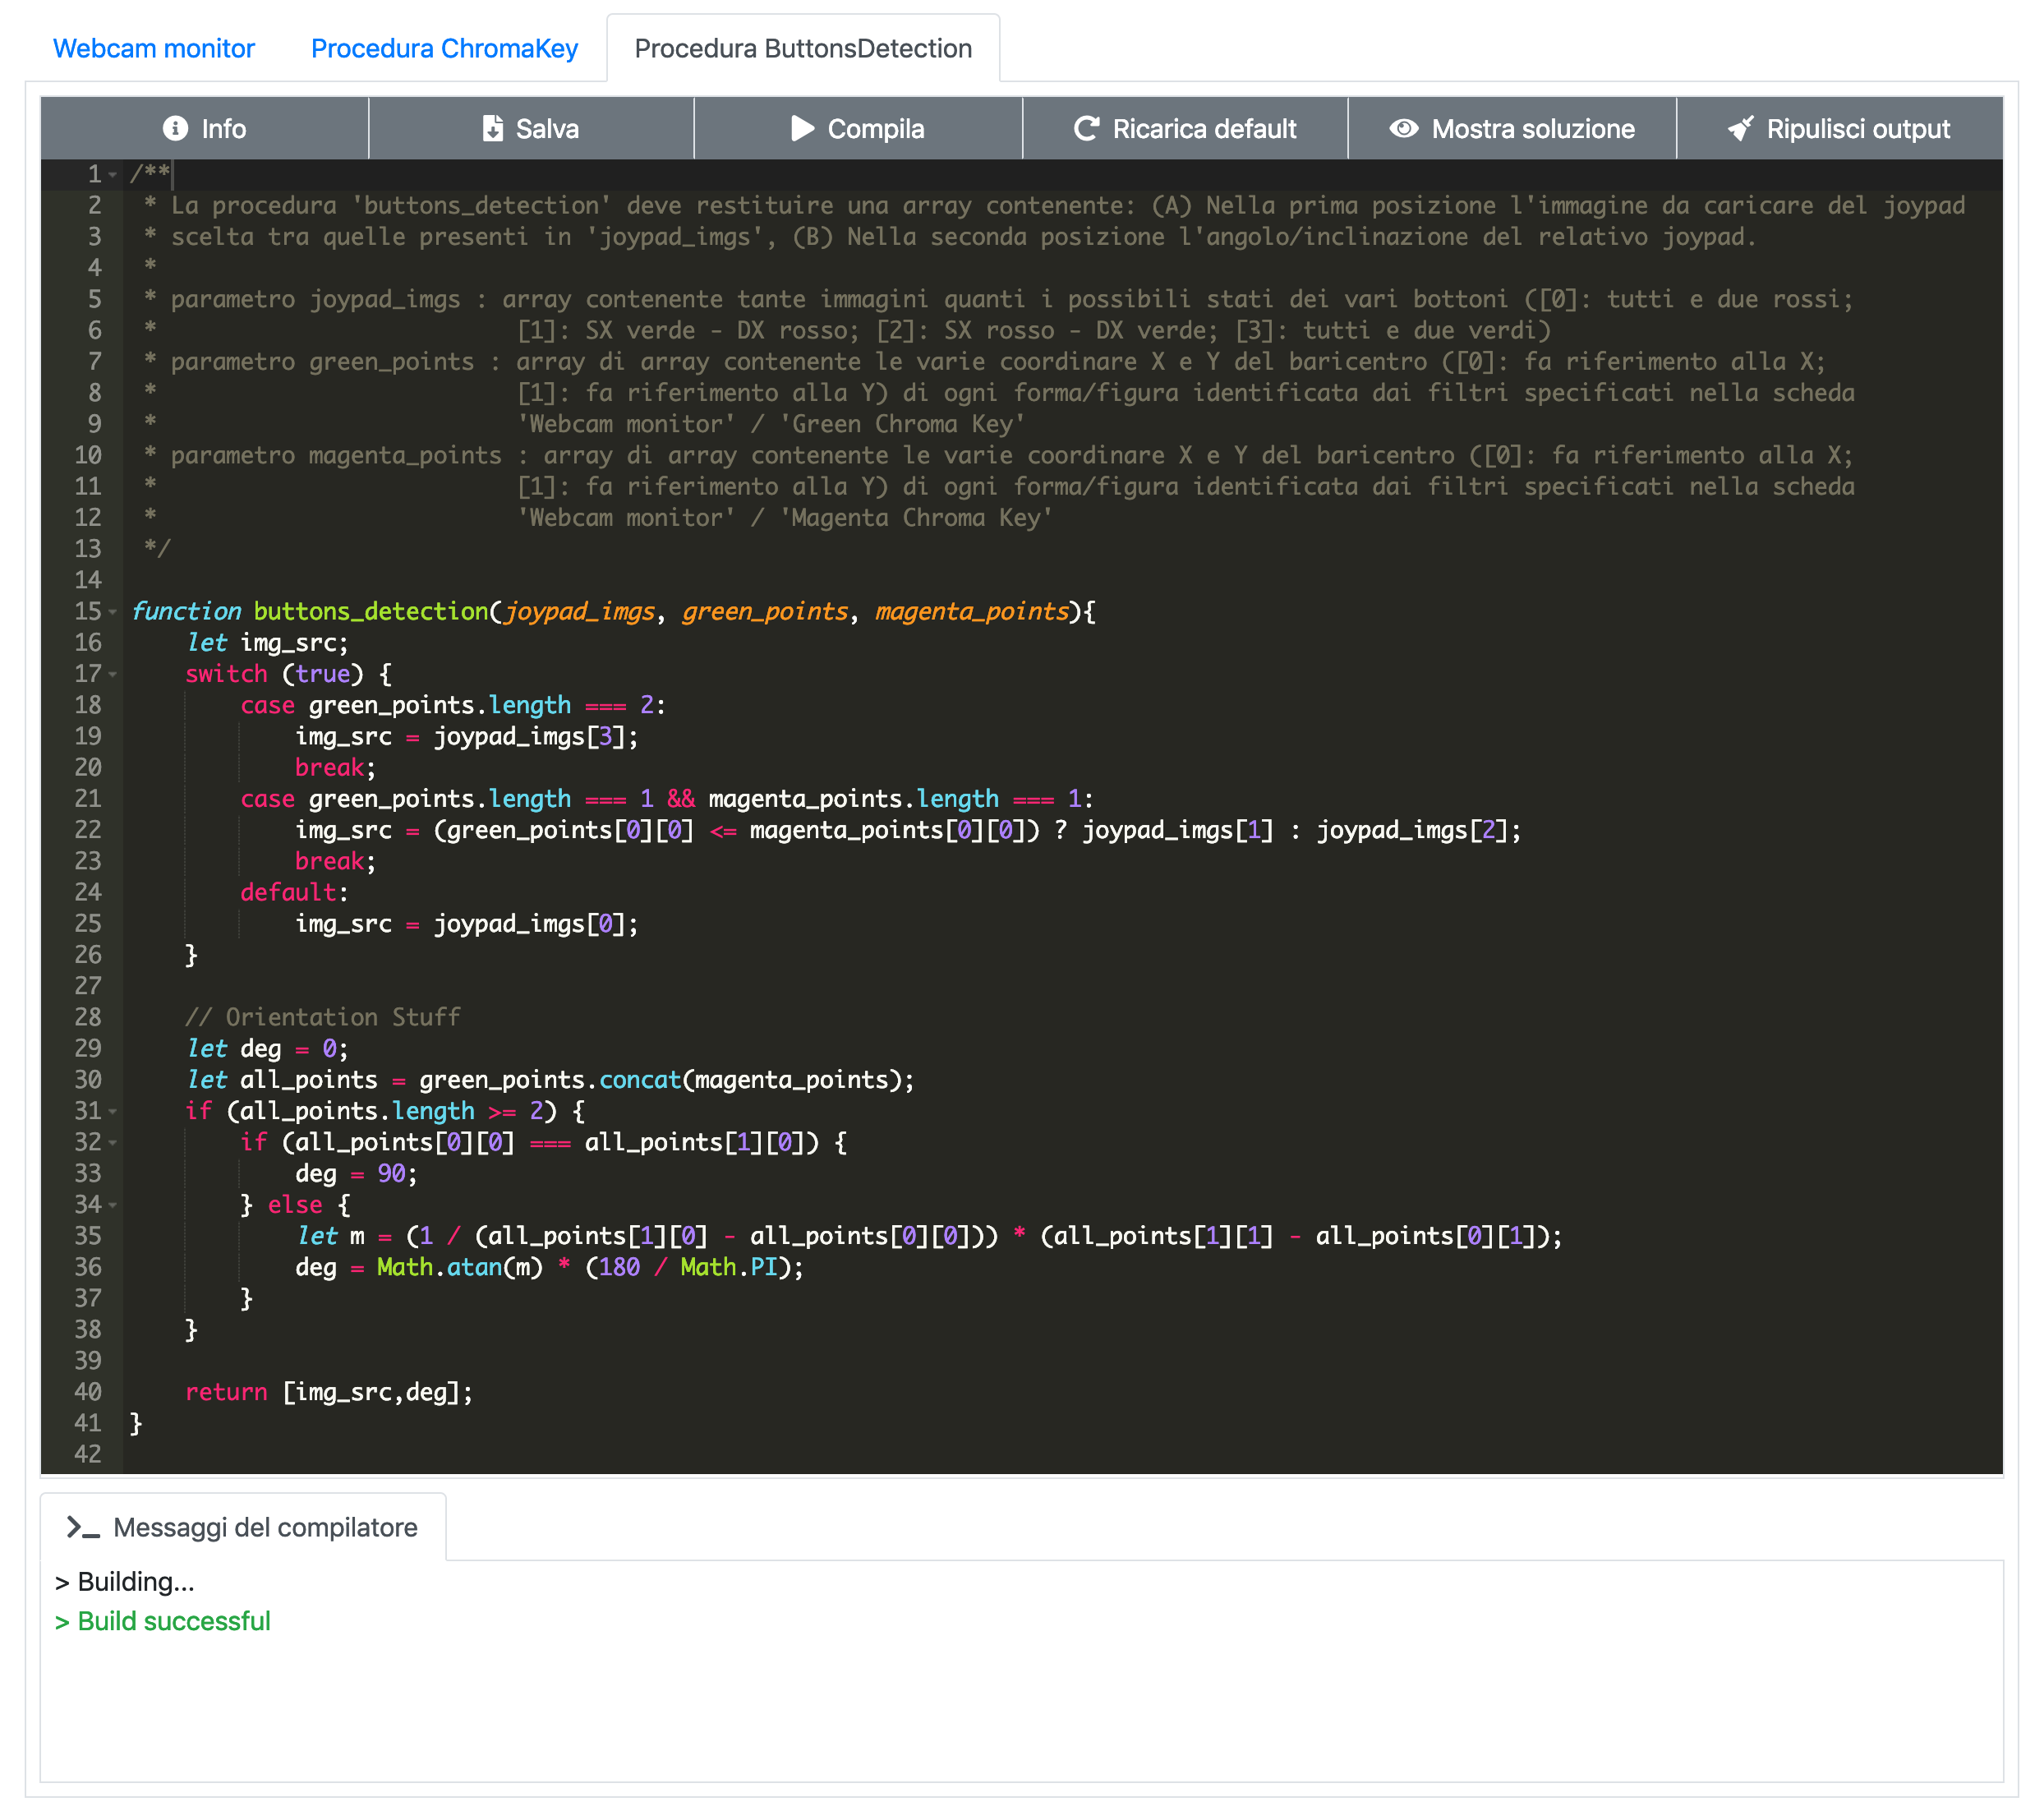 Webcam monitor Procedura ChromaKey Procedura ButtonsDetection
Info Salva Compila Ricarica default Mostra soluzione Ripulisci output
1 /**
2  * La procedura 'buttons_detection' deve restituire una array contenente: (A) Nella prima posizione l'immagine da caricare del joypad
3  * scelta tra quelle presenti in 'joypad_imgs', (B) Nella seconda posizione l'angolo/inclinazione del relativo joypad.
4  *
5  * parametro joypad_imgs : array contenente tante immagini quanti i possibili stati dei vari bottoni ([0]: tutti e due rossi;
6  *                          [1]: SX verde - DX rosso; [2]: SX rosso - DX verde; [3]: tutti e due verdi)
7  * parametro green_points : array di array contenente le varie coordinare X e Y del baricentro ([0]: fa riferimento alla X;
8  *                          [1]: fa riferimento alla Y) di ogni forma/figura identificata dai filtri specificati nella scheda
9  *                          'Webcam monitor' / 'Green Chroma Key'
10  * parametro magenta_points : array di array contenente le varie coordinare X e Y del baricentro ([0]: fa riferimento alla X;
11  *                          [1]: fa riferimento alla Y) di ogni forma/figura identificata dai filtri specificati nella scheda
12  *                          'Webcam monitor' / 'Magenta Chroma Key'
13  */
14
15 function buttons_detection(joypad_imgs, green_points, magenta_points){
16     let img_src;
17     switch (true) {
18         case green_points.length === 2:
19             img_src = joypad_imgs[3];
20             break;
21         case green_points.length === 1 && magenta_points.length === 1:
22             img_src = (green_points[0][0] <= magenta_points[0][0]) ? joypad_imgs[1] : joypad_imgs[2];
23             break;
24         default:
25             img_src = joypad_imgs[0];
26     }
27
28     // Orientation Stuff
29     let deg = 0;
30     let all_points = green_points.concat(magenta_points);
31     if (all_points.length >= 2) {
32         if (all_points[0][0] === all_points[1][0]) {
33             deg = 90;
34         } else {
35             let m = (1 / (all_points[1][0] - all_points[0][0])) * (all_points[1][1] - all_points[0][1]);
36             deg = Math.atan(m) * (180 / Math.PI);
37         }
38     }
39
40     return [img_src,deg];
41 }
42
Messaggi del compilatore
> Building...
> Build successful